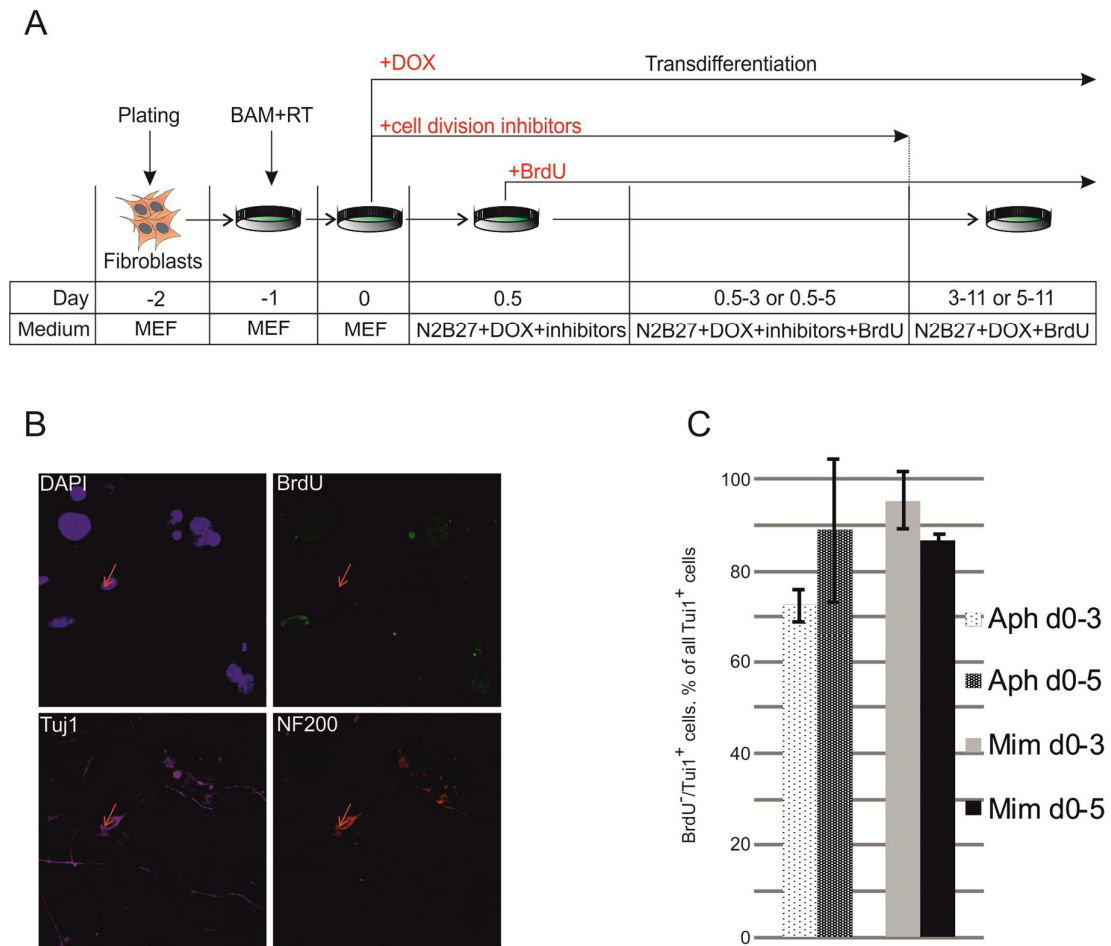 A
+DOX
Transdifferentiation
Plating
BAM+RT
+cell division inhibitors
+BrdU
Fibroblasts
Day -2 -1 0 0.5 0.5-3 or 0.5-5 3-11 or 5-11
Medium MEF MEF MEF N2B27+DOX+inhibitors N2B27+DOX+inhibitors+BrdU N2B27+DOX+BrdU
B
DAPI
BrdU
Tuj1
NF200
C
BrdU⁻/Tui1⁺ cells. % of all Tui1⁺ cells
100
80
60
40
20
0
Aph d0-3
Aph d0-5
Mim d0-3
Mim d0-5